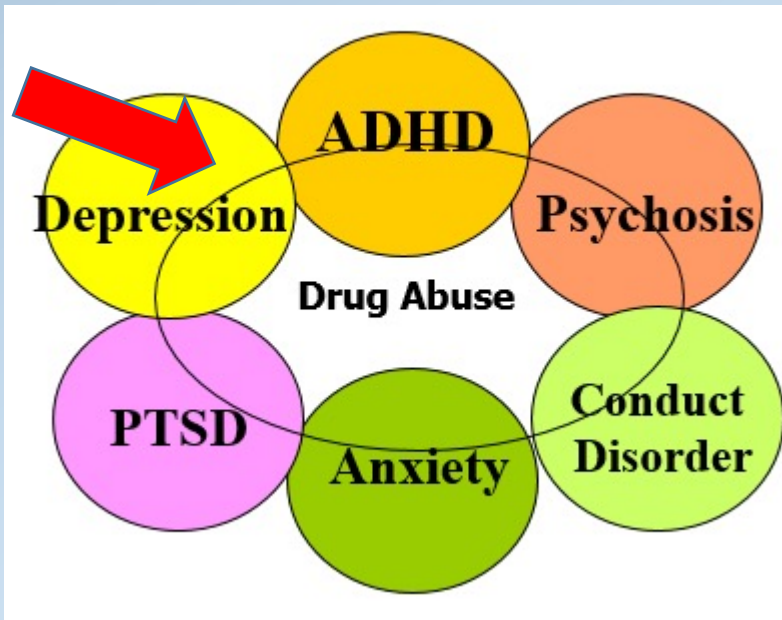 ADHD
Depression
Psychosis
Drug Abuse
PTSD
Anxiety
Conduct
Disorder